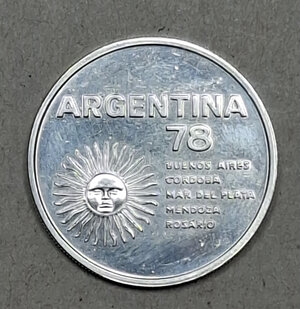 ARGENTINA
78
BUENOS AIRES
CORDOBA
MAR DEL PLATA
MENDOZA
ROSARIO